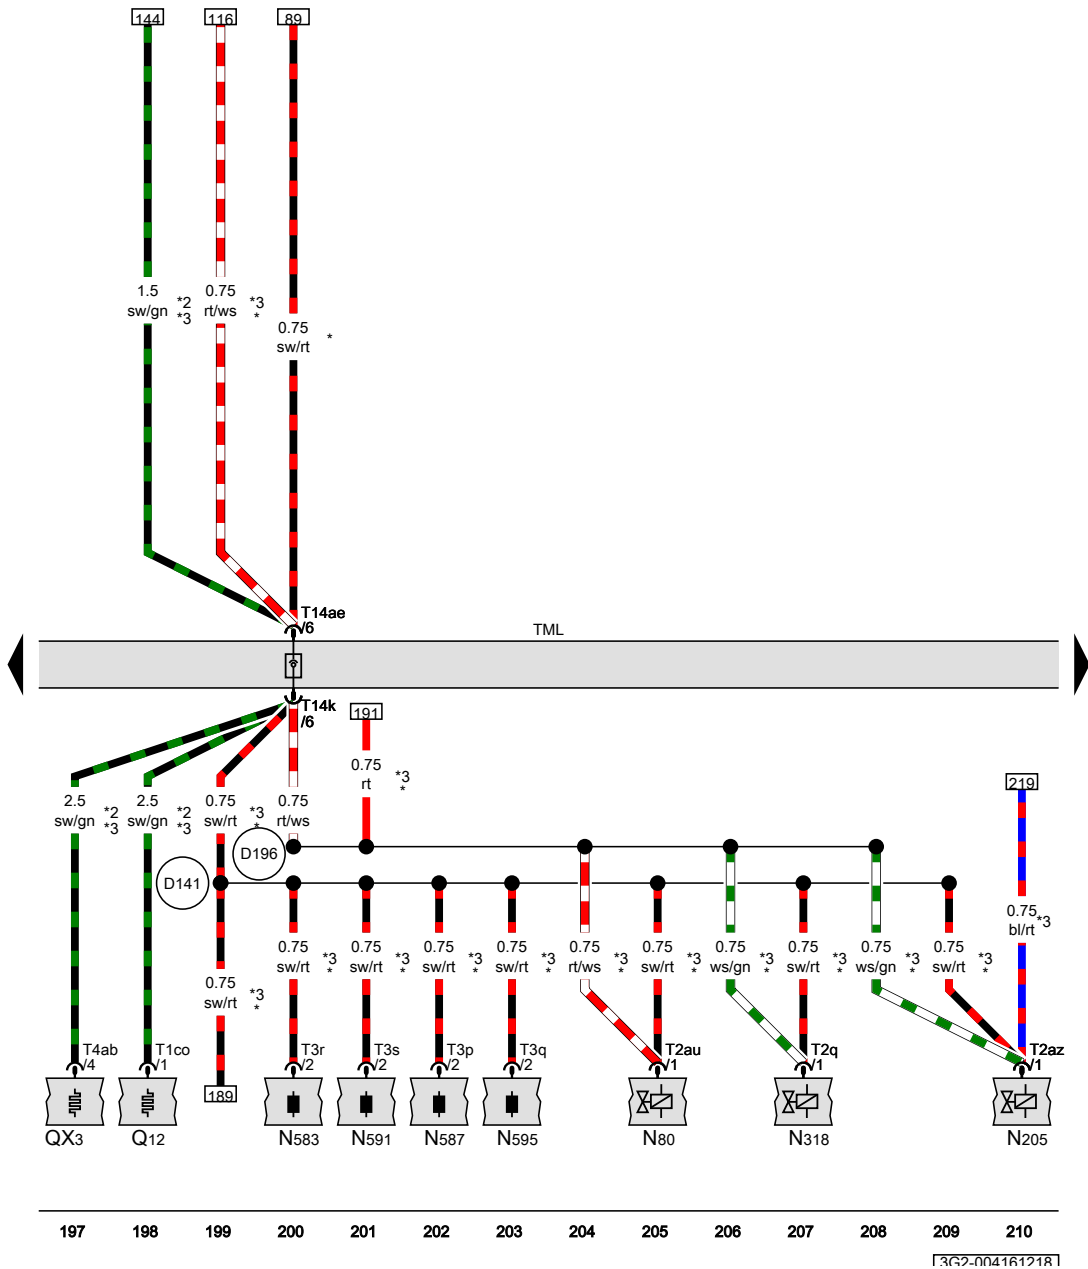 144 116 89
1.5 sw/gn *2 *3
0.75 rt/ws *3 *
0.75 sw/rt *
T14ae /6
TML
T14k /6
191
2.5 sw/gn *2 *3
2.5 sw/gn *2 *3
0.75 sw/rt *3 *
0.75 rt/ws
0.75 rt *3 *
219
D196
D141
0.75 sw/rt *3 *
0.75 sw/rt *3 *
0.75 sw/rt *3 *
0.75 sw/rt *3 *
0.75 sw/rt *3 *
0.75 rt/ws *3 *
0.75 sw/rt *3 *
0.75 ws/gn *3 *
0.75 sw/rt *3 *
0.75 ws/gn *3 *
0.75 sw/rt *3 *
0.75 bl/rt *3
T4ab /4
T1co /1
189
T3r /2
T3s /2
T3p /2
T3q /2
T2au /1
T2q /1
T2az /1
QX3 Q12 N583 N591 N587 N595 N80 N318 N205
197 198 199 200 201 202 203 204 205 206 207 208 209 210
3G2-004161218